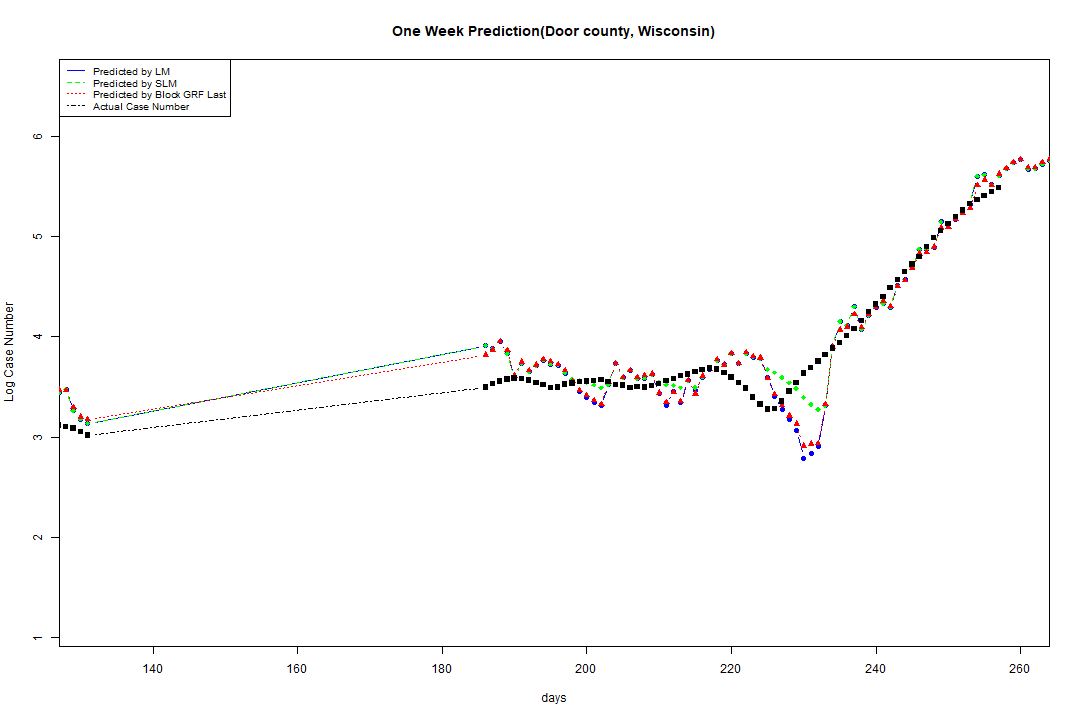 One Week Prediction(Door county, Wisconsin)
Predicted by LM
Predicted by SLM
Predicted by Block GRF Last
Actual Case Number
Log Case Number
6
5
4
3
2
1
140 160 180 200 220 240 260
days